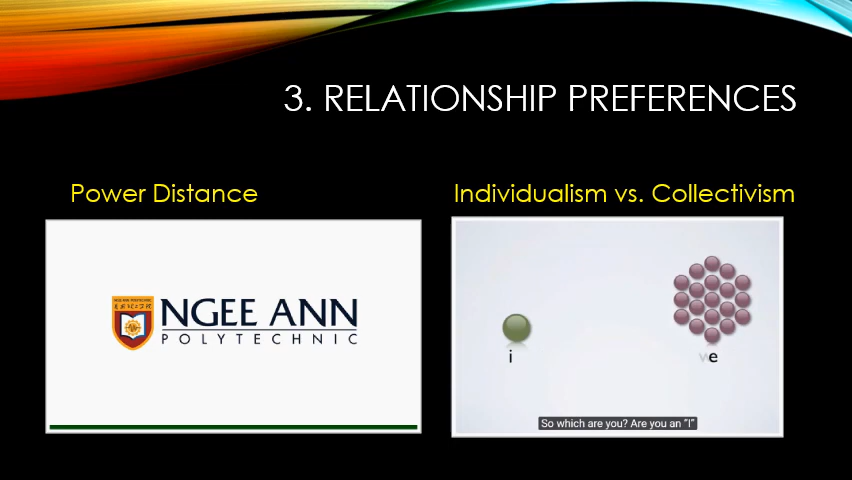 3. RELATIONSHIP PREFERENCES
Power Distance
Individualism vs. Collectivism
NGEE ANN
POLYTECHNIC
i
we
So which are you? Are you an "I"